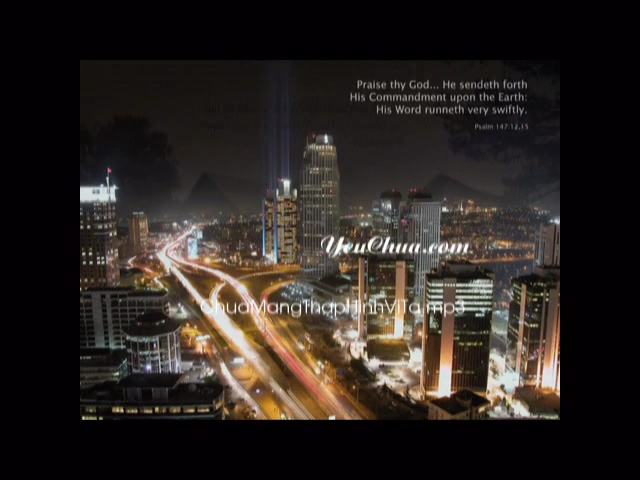 Praise thy God... He sendeth forth
His Commandment upon the Earth:
His Word runneth very swiftly.
Psalm 147:12,15
YeuChua.com
ChuaMangThapHinhViTa.mp3